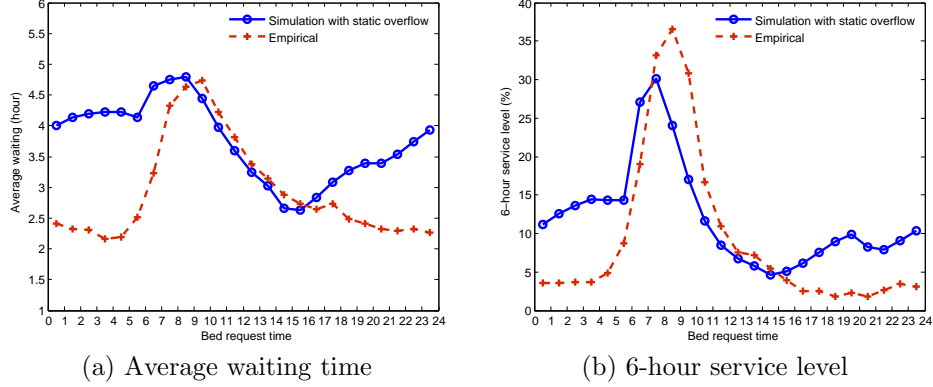 6
5.5
5
4.5
4
3.5
3
2.5
2
1.5
1
Average waiting (hour)
Simulation with static overflow
Empirical
0 1 2 3 4 5 6 7 8 9 10 11 12 13 14 15 16 17 18 19 20 21 22 23 24
Bed request time
(a) Average waiting time
40
35
30
25
20
15
10
5
0
6-hour service level (%)
Simulation with static overflow
Empirical
0 1 2 3 4 5 6 7 8 9 10 11 12 13 14 15 16 17 18 19 20 21 22 23 24
Bed request time
(b) 6-hour service level